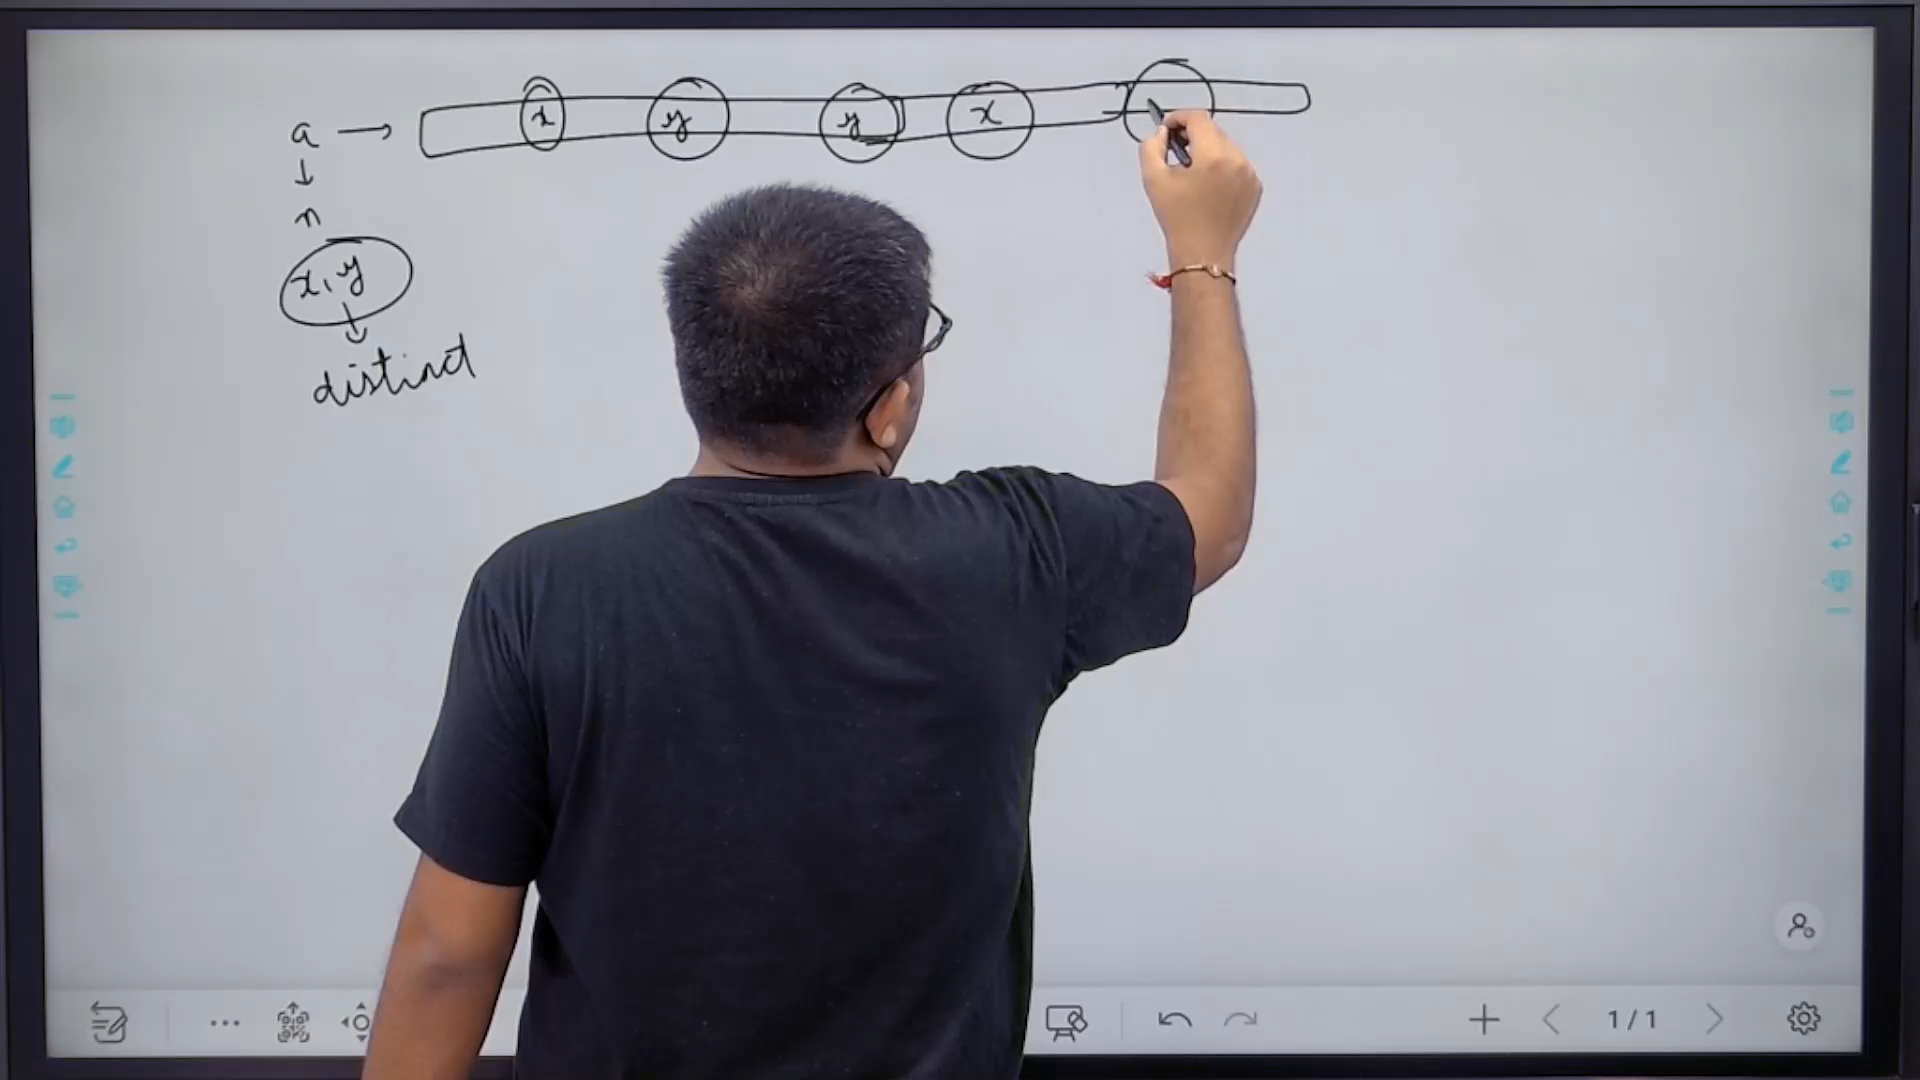 a → x y y x
↓
n
x, y
↓
distinct
1/1